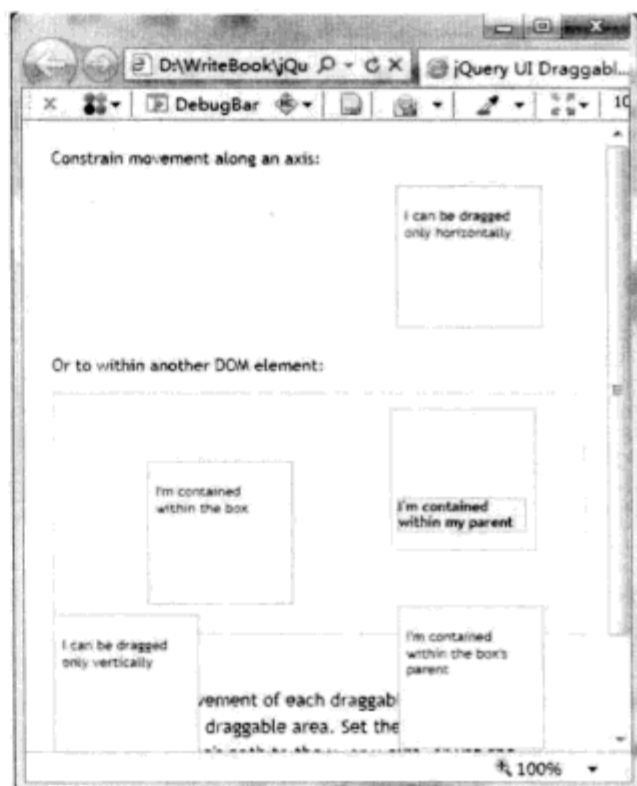 D:\WriteBook\jQu
jQuery UI Draggabl...
DebugBar
10
Constrain movement along an axis:
I can be dragged
only horizontally
Or to within another DOM element:
I'm contained
within the box
I'm contained
within my parent
I can be dragged
only vertically
I'm contained
within the box's
parent
vement of each draggabl
draggable area. Set the
100%